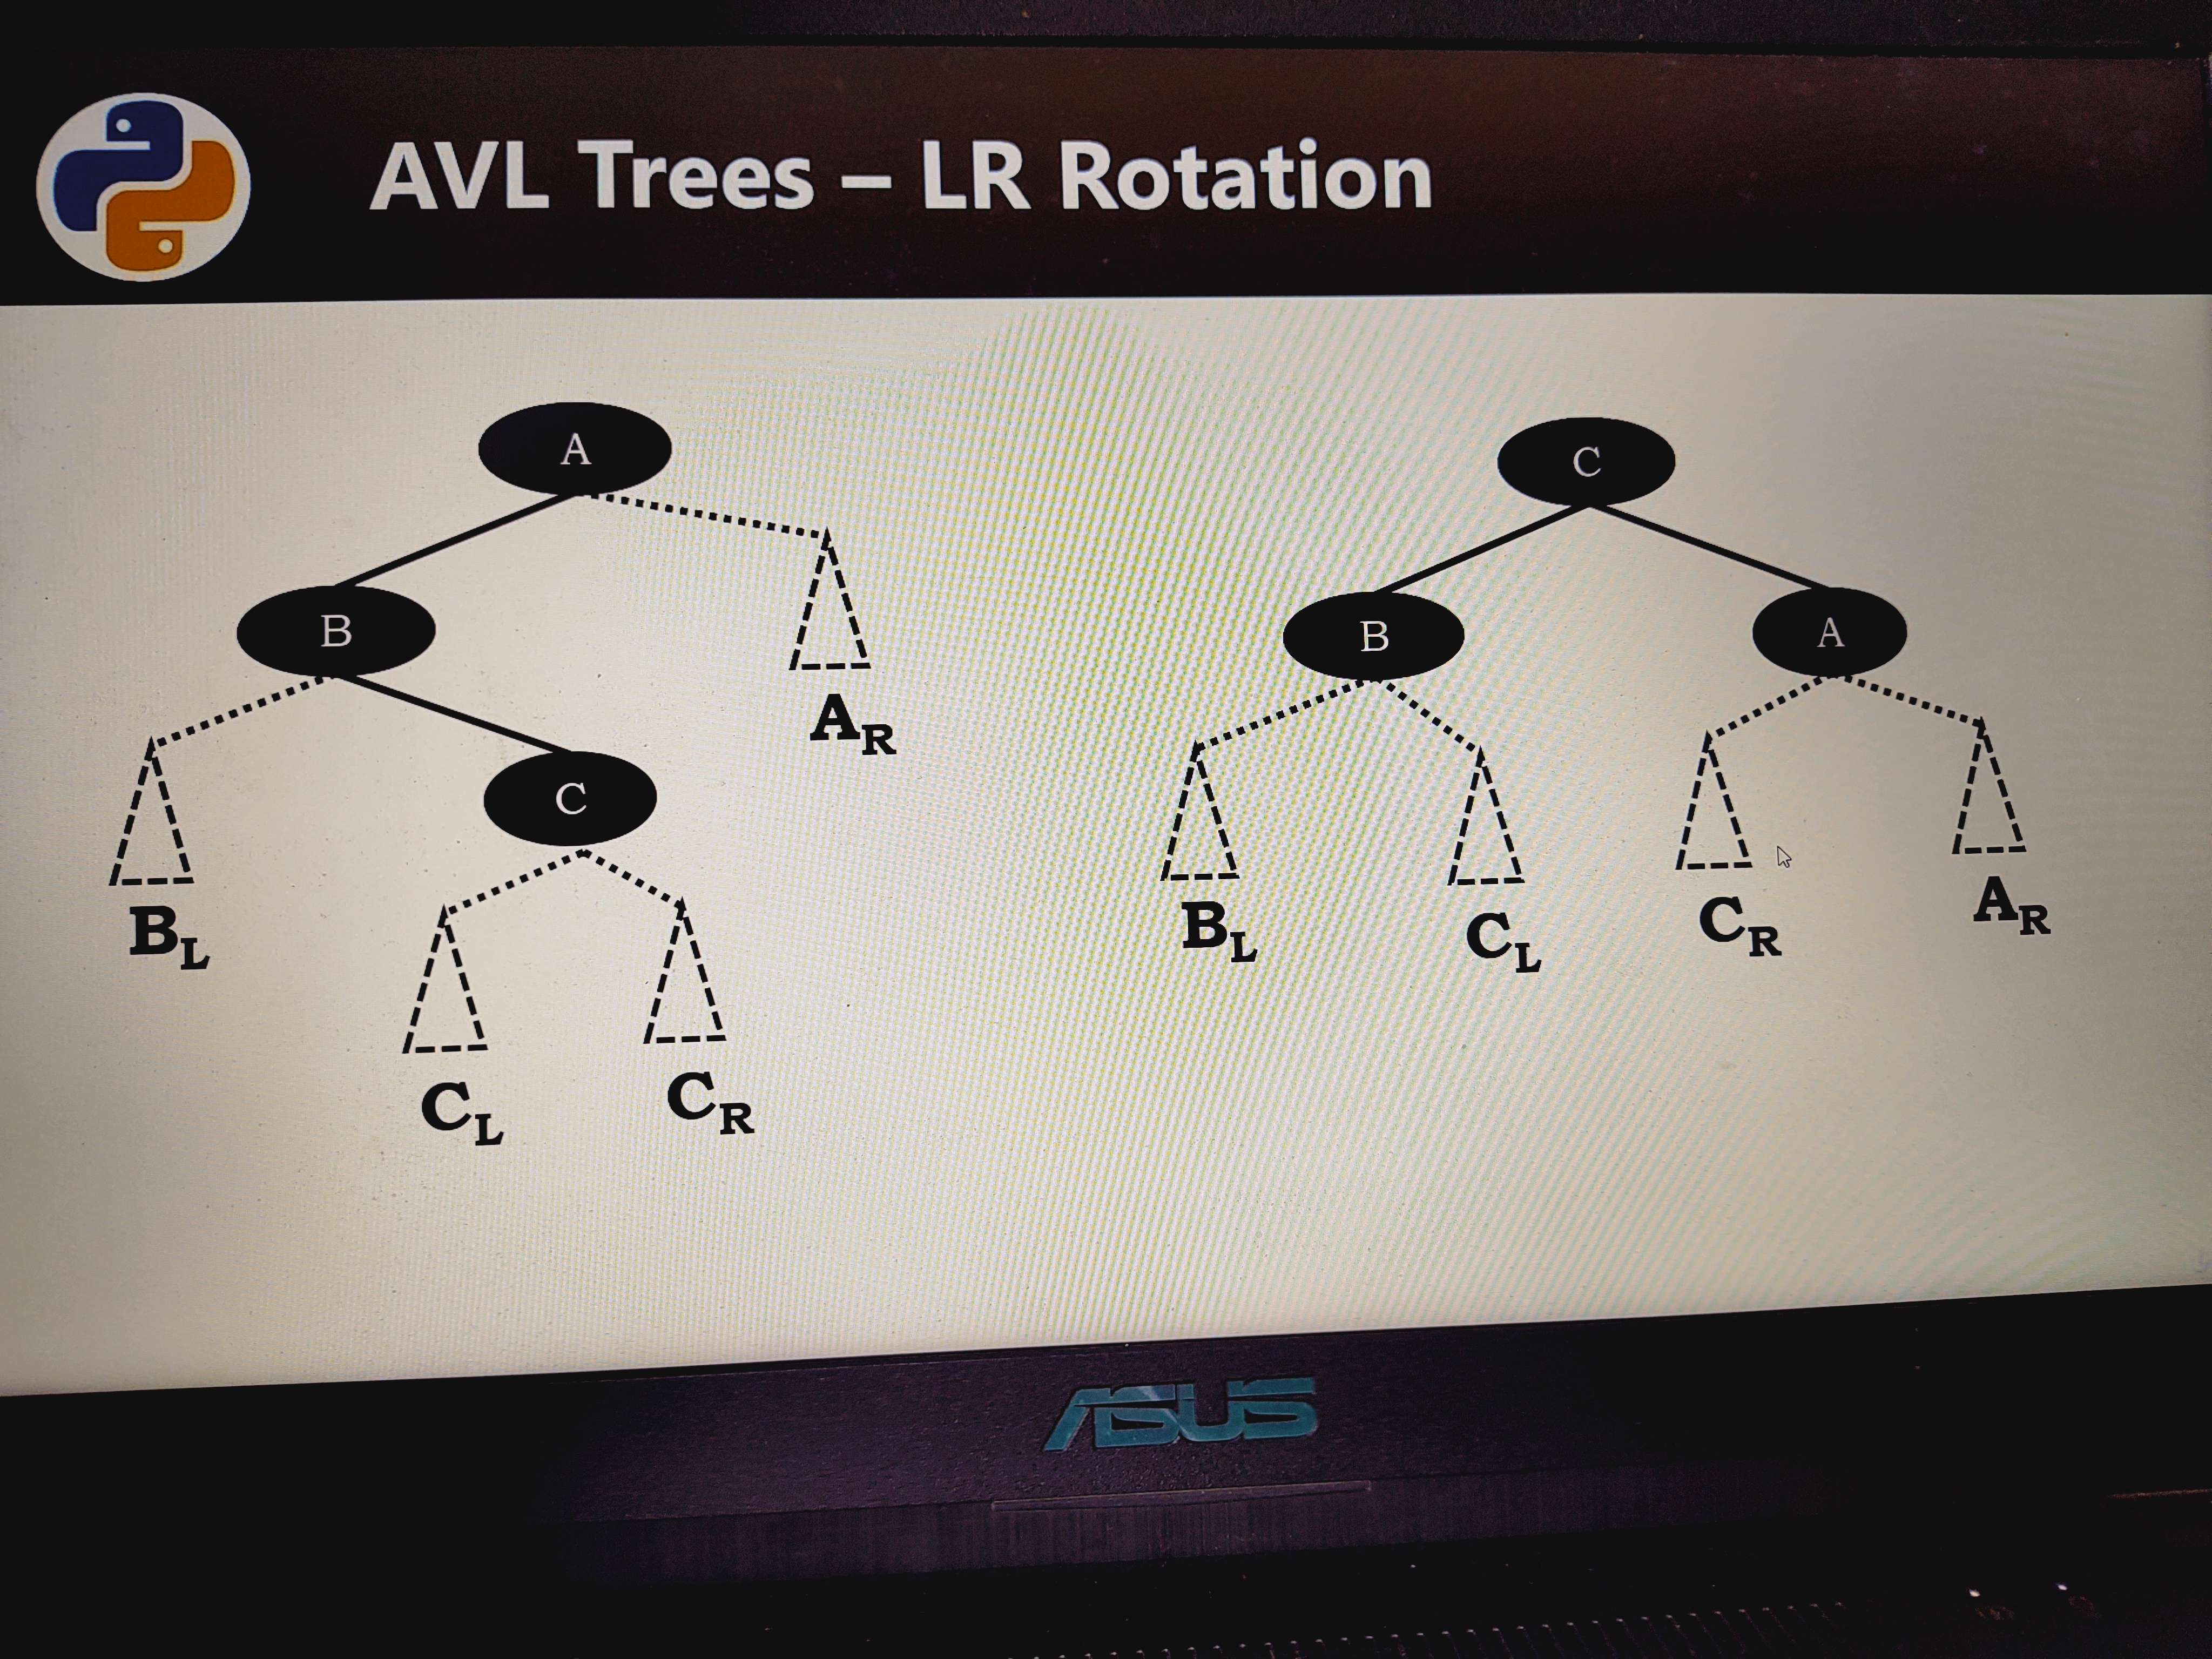 AVL Trees – LR Rotation
A
C
B
B
A
A_R
C
B_L
B_L
C_L
C_R
A_R
C_L
C_R
ASUS